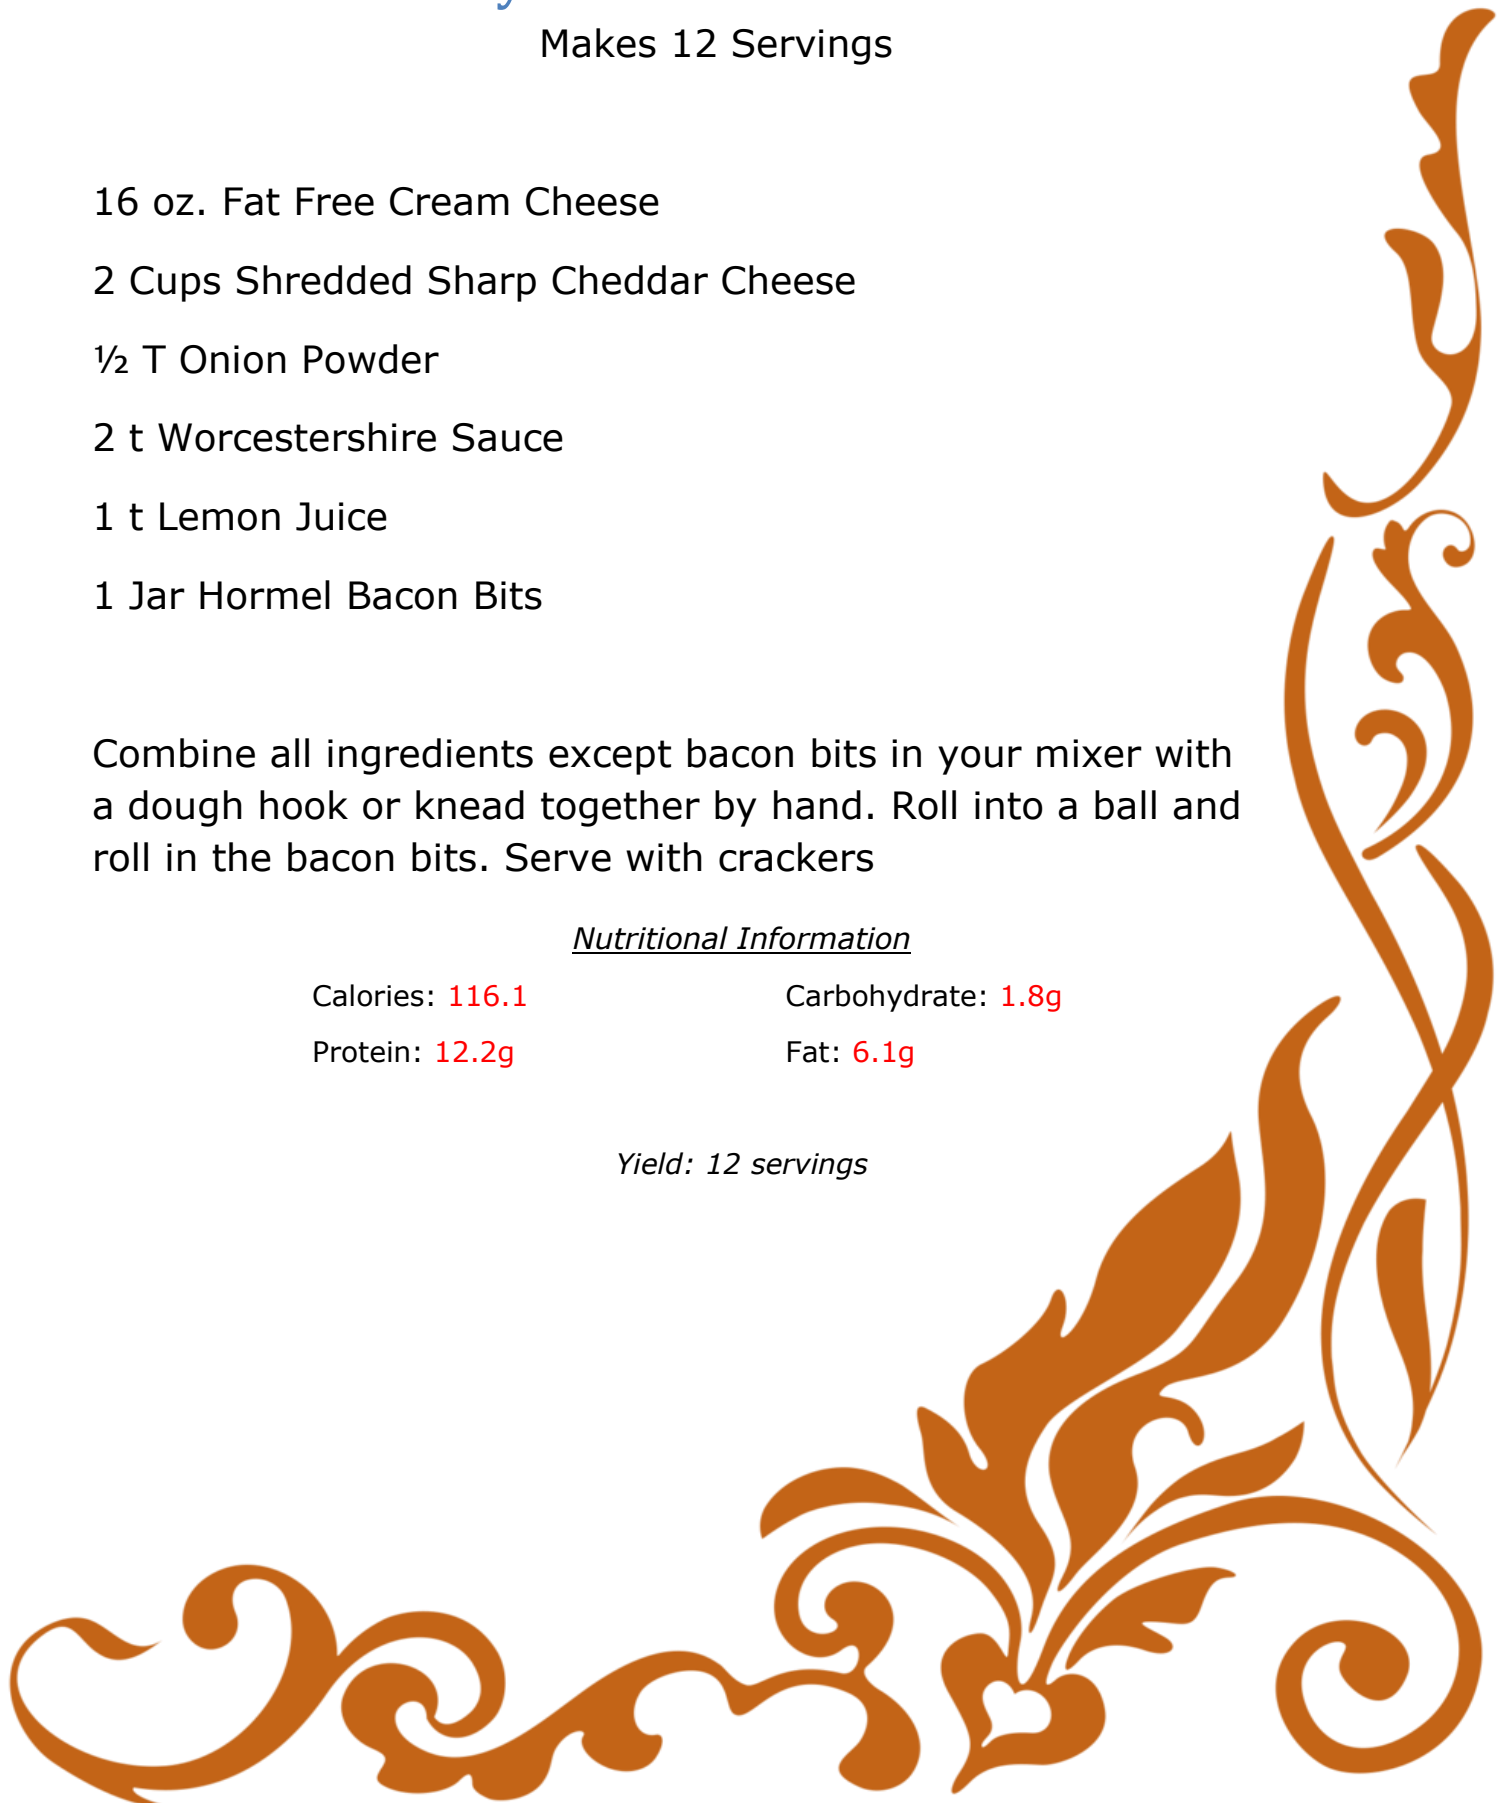 Makes 12 Servings
16 oz. Fat Free Cream Cheese
2 Cups Shredded Sharp Cheddar Cheese
½ T Onion Powder
2 t Worcestershire Sauce
1 t Lemon Juice
1 Jar Hormel Bacon Bits
Combine all ingredients except bacon bits in your mixer with
a dough hook or knead together by hand. Roll into a ball and
roll in the bacon bits. Serve with crackers
Nutritional Information
Calories: 116.1 Carbohydrate: 1.8g
Protein: 12.2g Fat: 6.1g
Yield: 12 servings